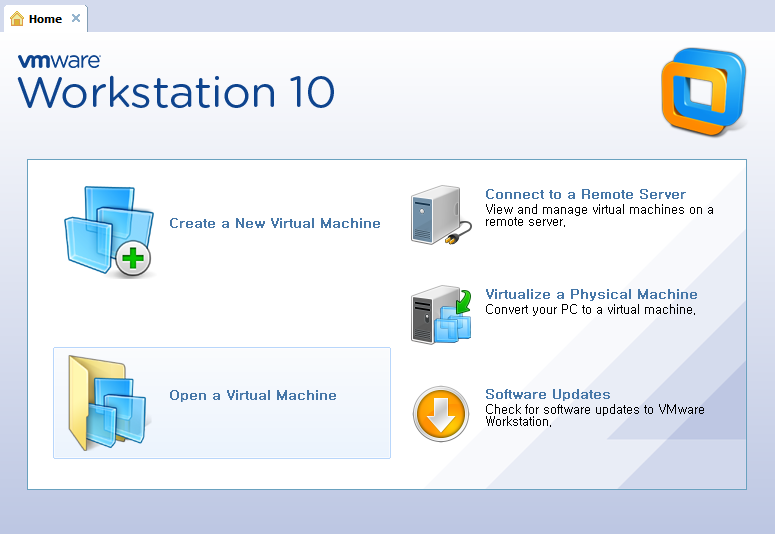 Home
vmware
Workstation 10
Create a New Virtual Machine
Open a Virtual Machine
Connect to a Remote Server
View and manage virtual machines on a
remote server.
Virtualize a Physical Machine
Convert your PC to a virtual machine.
Software Updates
Check for software updates to VMware
Workstation.